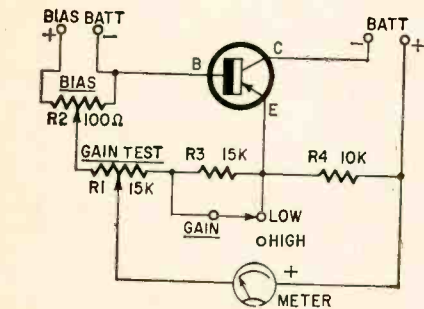 BIAS BATT
BATT
+ -
- +
C
B
BIAS
E
R2 100Ω
GAIN TEST
R3 15K
R4 10K
R1 15K
LOW
GAIN
HIGH
+
METER